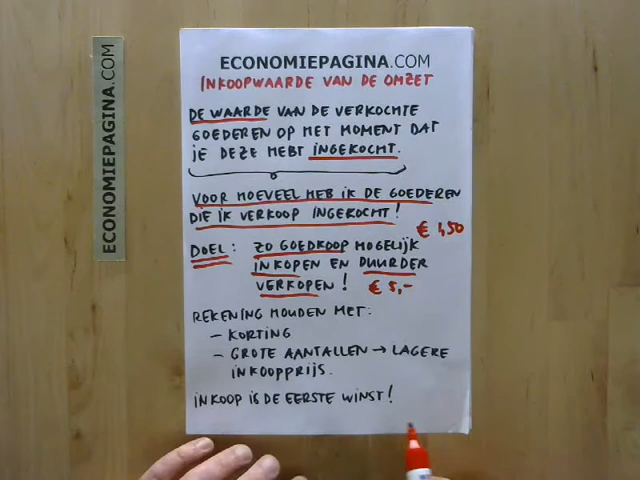 ECONOMIEPAGINA.COM
ECONOMIEPAGINA.COM
INKOOPWAARDE VAN DE OMZET
DE WAARDE VAN DE VERKOCHTE
GOEDEREN OP HET MOMENT DAT
JE DEZE HEBT INGEKOCHT.
VOOR HOEVEEL HEB IK DE GOEDEREN
DIE IK VERKOOP INGEKOCHT!
€ 1,50
DOEL: ZO GOEDKOOP MOGELIJK
INKOPEN EN DUURDER
VERKOPEN! € 5,-
REKENING HOUDEN MET:
- KORTING
- GROTE AANTALLEN → LAGERE
INKOOPPRIJS.
INKOOP IS DE EERSTE WINST!